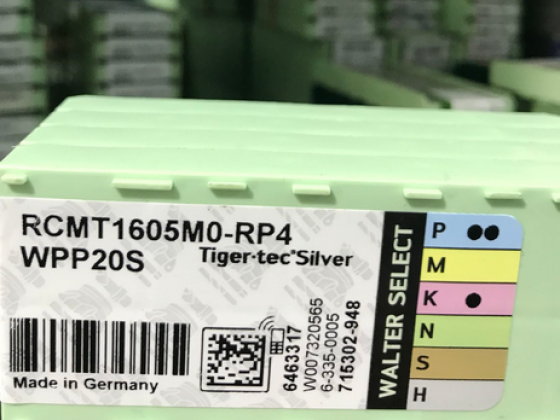 RCMT1605M0-RP4
WPP20S Tiger·tec®Silver
Made in Germany
6463317
W007320565
6-335-0005
715302-948
WALTER SELECT
P
M
K
N
S
H